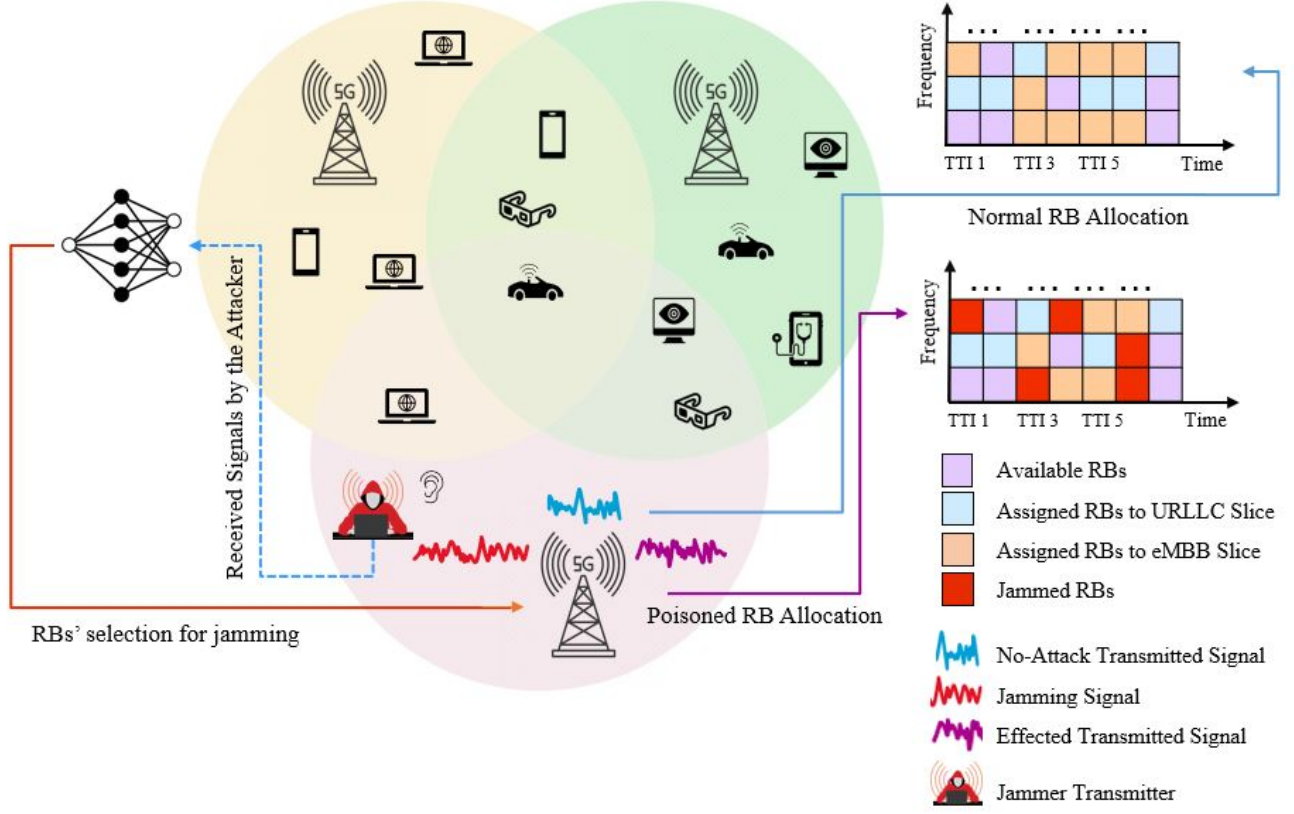 5G
5G
5G
Received Signals by the Attacker
RBs’ selection for jamming
Poisoned RB Allocation
Frequency
... ... ... ...
TTI 1 TTI 3 TTI 5 Time
Normal RB Allocation
Frequency
... ... ... ...
TTI 1 TTI 3 TTI 5 Time
Available RBs
Assigned RBs to URLLC Slice
Assigned RBs to eMBB Slice
Jammed RBs
No-Attack Transmitted Signal
Jamming Signal
Effected Transmitted Signal
Jammer Transmitter